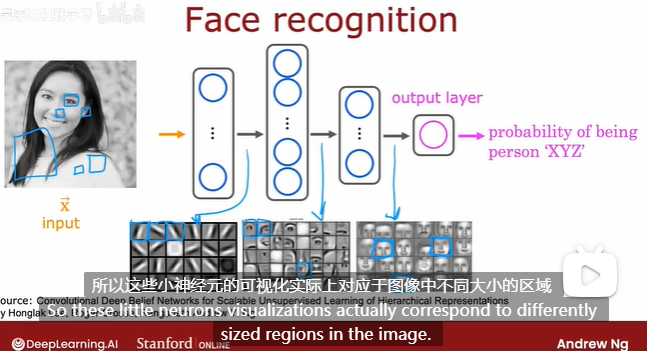 Face recognition
output layer
probability of being
person 'XYZ'
x
input
所以这些小神经元的可视化实际上对应于图像中不同大小的区域
ource: Convolutional Deep Belief Networks for Scalable Unsupervised Learning of Hierarchical Representations
So these little neurons visualizations actually correspond to differently
sized regions in the image.
DeepLearning.AI
Stanford ONLINE
Andrew Ng